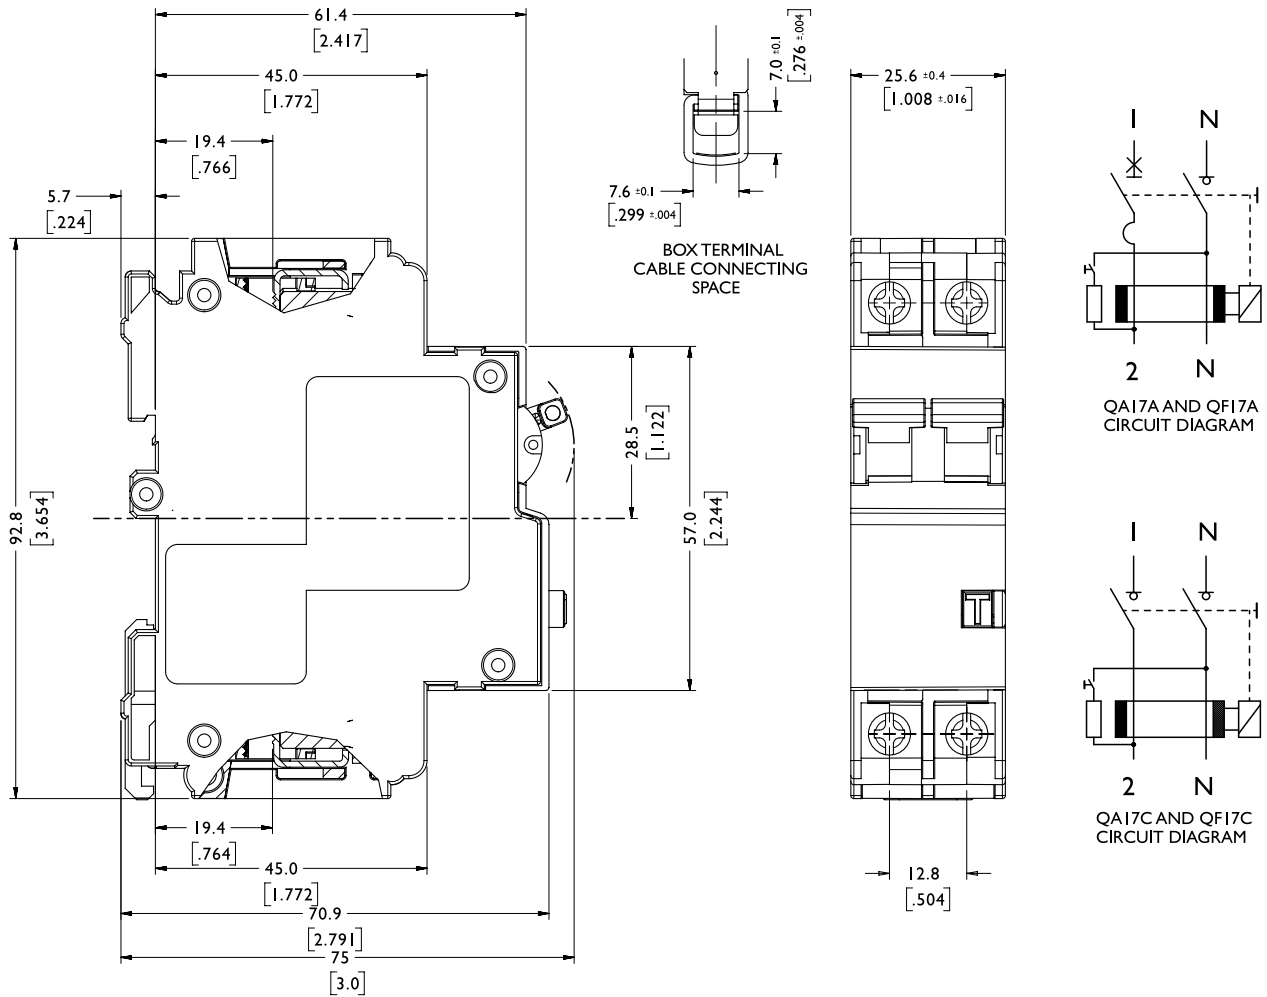 61.4
[2.417]
45.0
[1.772]
19.4
[.766]
5.7
[.224]
92.8
[3.654]
7.0 ±0.1
[.276 ±.004]
7.6 ±0.1
[.299 ±.004]
BOX TERMINAL
CABLE CONNECTING
SPACE
28.5
[1.122]
57.0
[2.244]
19.4
[.764]
45.0
[1.772]
70.9
[2.791]
75
[3.0]
25.6 ±0.4
[1.008 ±.016]
T
12.8
[.504]
1 N
2 N
QA17A AND QF17A
CIRCUIT DIAGRAM
1 N
2 N
QA17C AND QF17C
CIRCUIT DIAGRAM